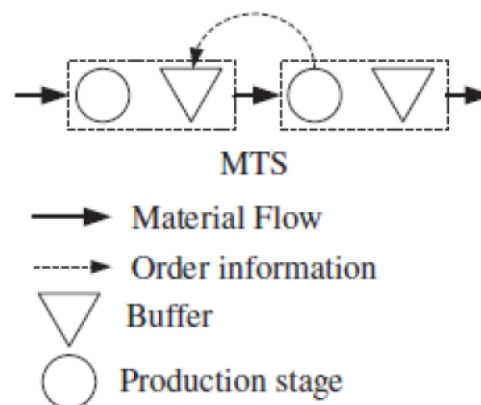 MTS
Material Flow
Order information
Buffer
Production stage